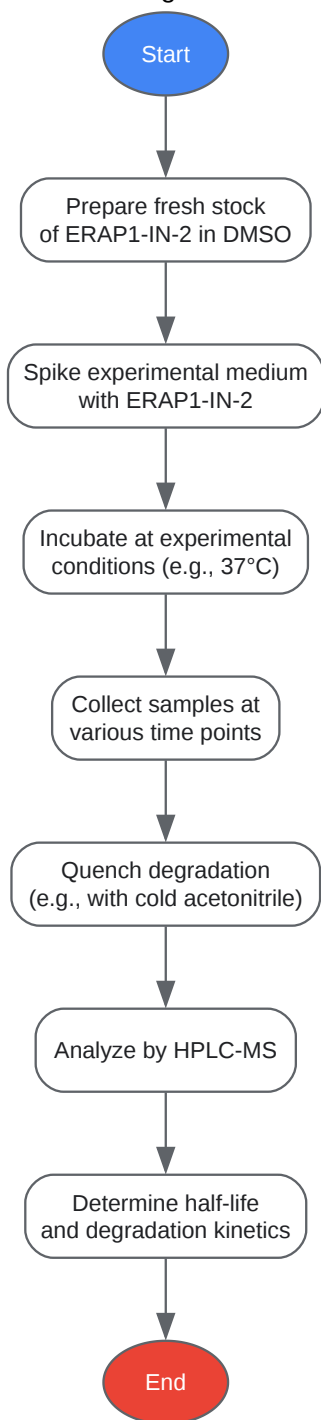 Start
Prepare fresh stock
of ERAP1-IN-2 in DMSO
Spike experimental medium
with ERAP1-IN-2
Incubate at experimental
conditions (e.g., 37°C)
Collect samples at
various time points
Quench degradation
(e.g., with cold acetonitrile)
Analyze by HPLC-MS
Determine half-life
and degradation kinetics
End